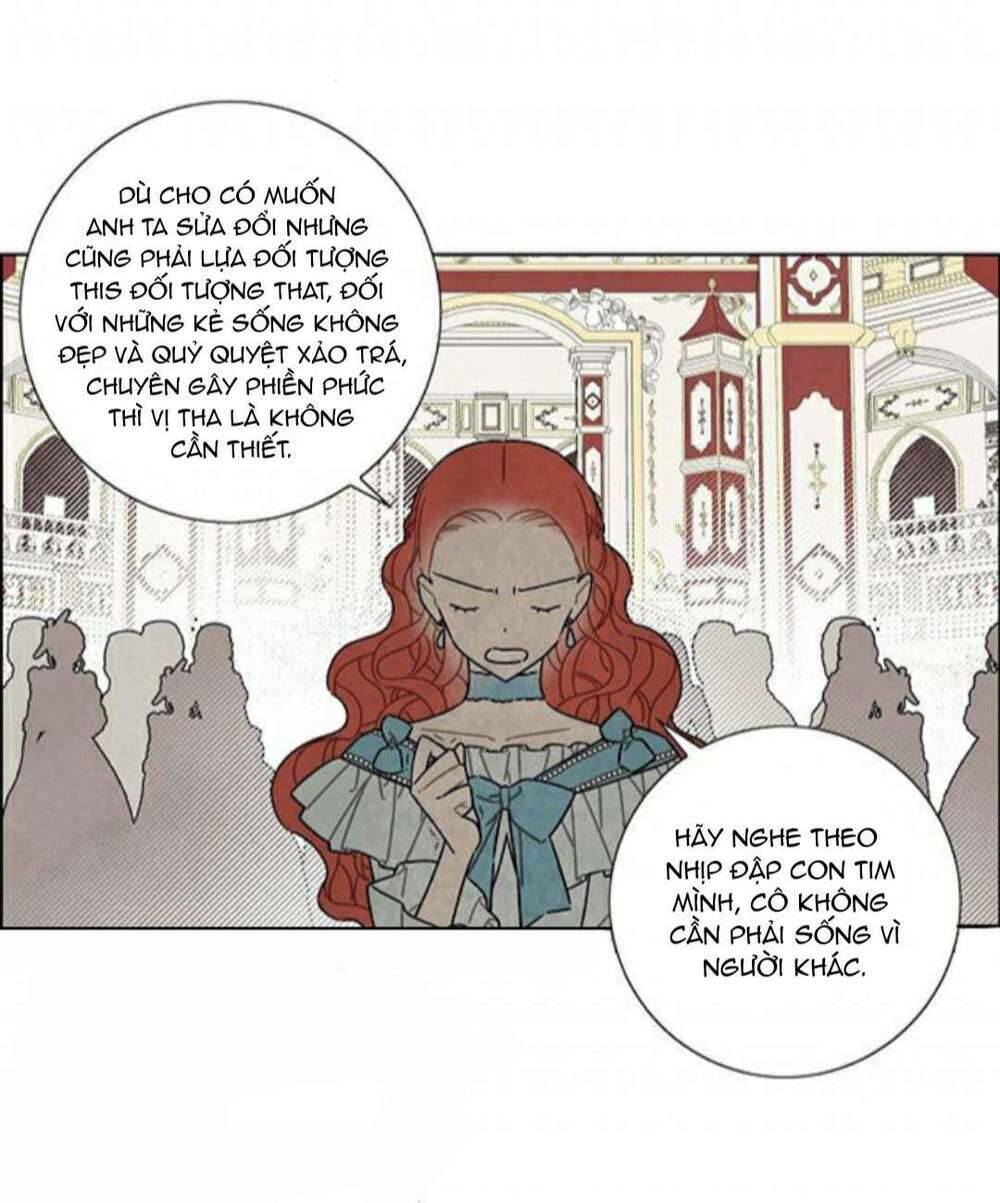 DÙ CHO CÓ MUỐN
ANH TA SỬA ĐỔI NHƯNG
CŨNG PHẢI LỰA ĐỐI TƯỢNG
THIS ĐỐI TƯỢNG THAT, ĐỐI
VỚI NHỮNG KẺ SỐNG KHÔNG
ĐẸP VÀ QUỶ QUYỆT XẢO TRÁ,
CHUYÊN GÂY PHIỀN PHỨC
THÌ VỊ THA LÀ KHÔNG
CẦN THIẾT.
HÃY NGHE THEO
NHỊP ĐẬP CON TIM
MÌNH, CÔ KHÔNG
CẦN PHẢI SỐNG VÌ
NGƯỜI KHÁC.